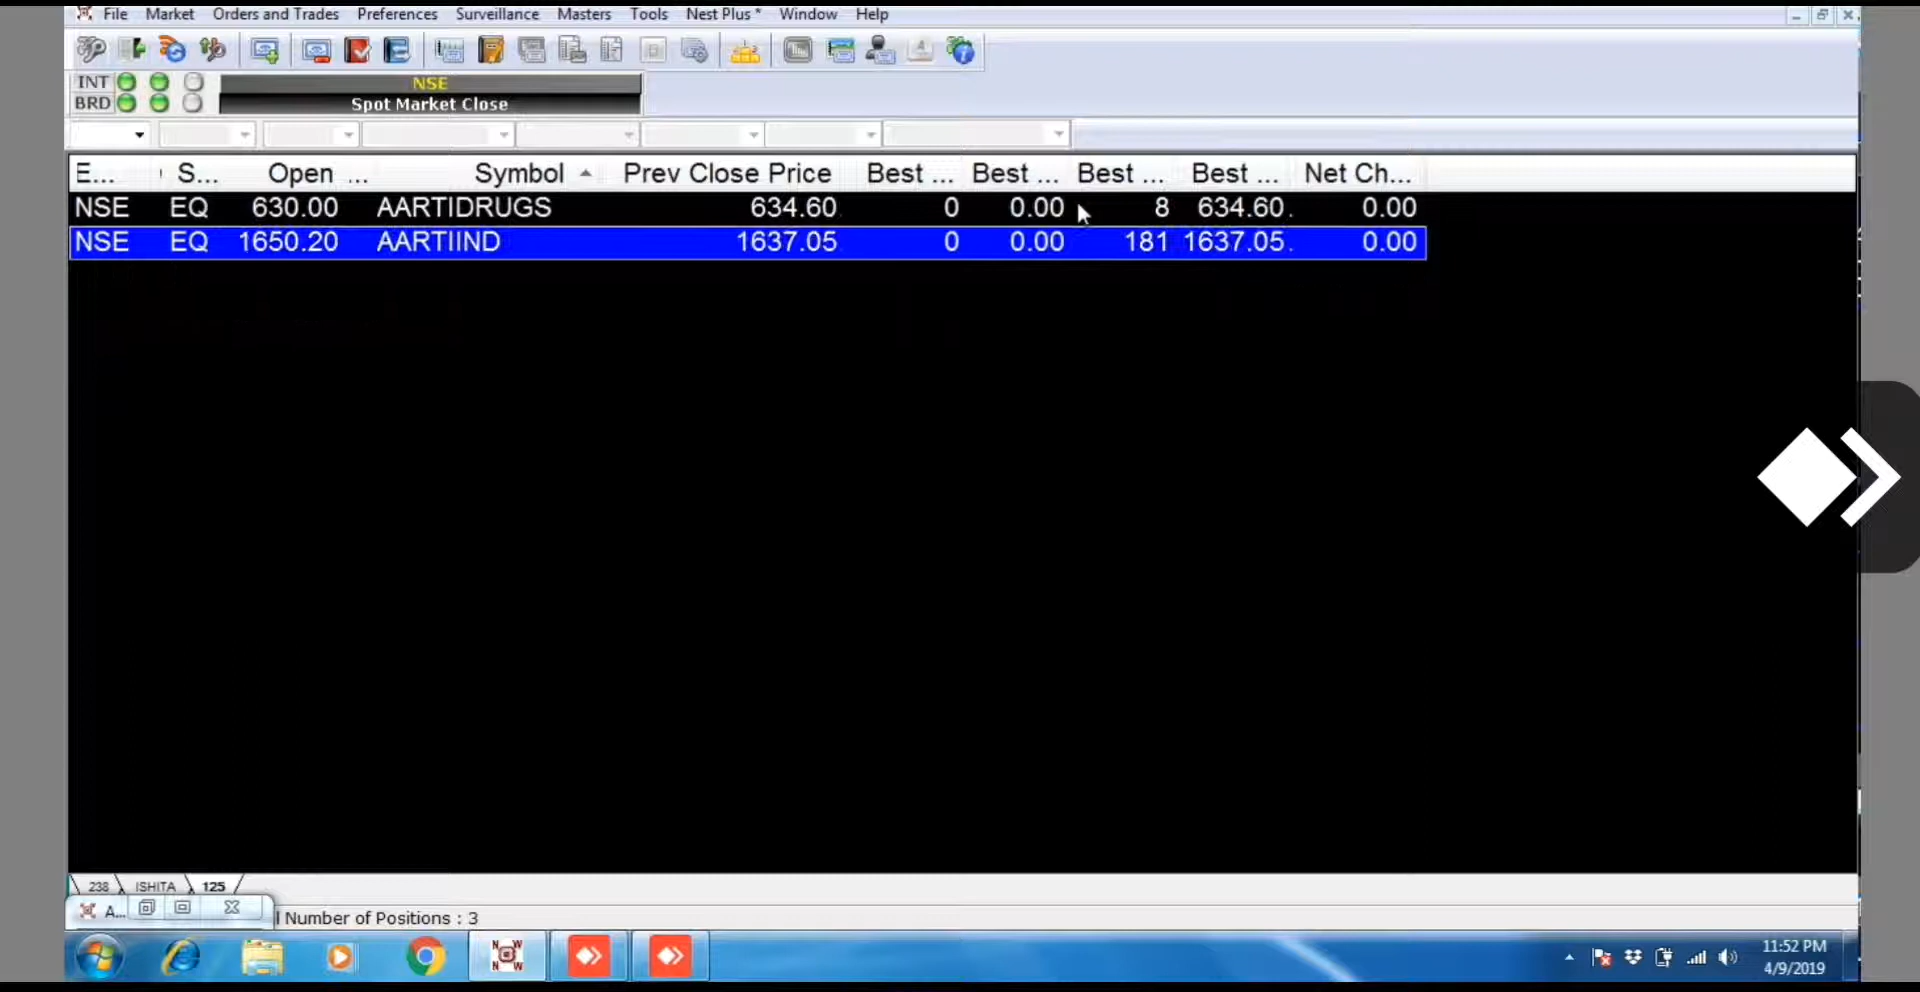 File Market Orders and Trades Preferences Surveillance Masters Tools Nest Plus * Window Help
INT NSE
BRD Spot Market Close
E... S... Open ... Symbol Prev Close Price Best ... Best ... Best ... Best ... Net Ch...
NSE EQ 630.00 AARTIDRUGS 634.60 0 0.00 8 634.60 0.00
NSE EQ 1650.20 AARTIIND 1637.05 0 0.00 181 1637.05 0.00
238 ISHITA 125
A... l Number of Positions : 3
N W
N W
11:52 PM
4/9/2019